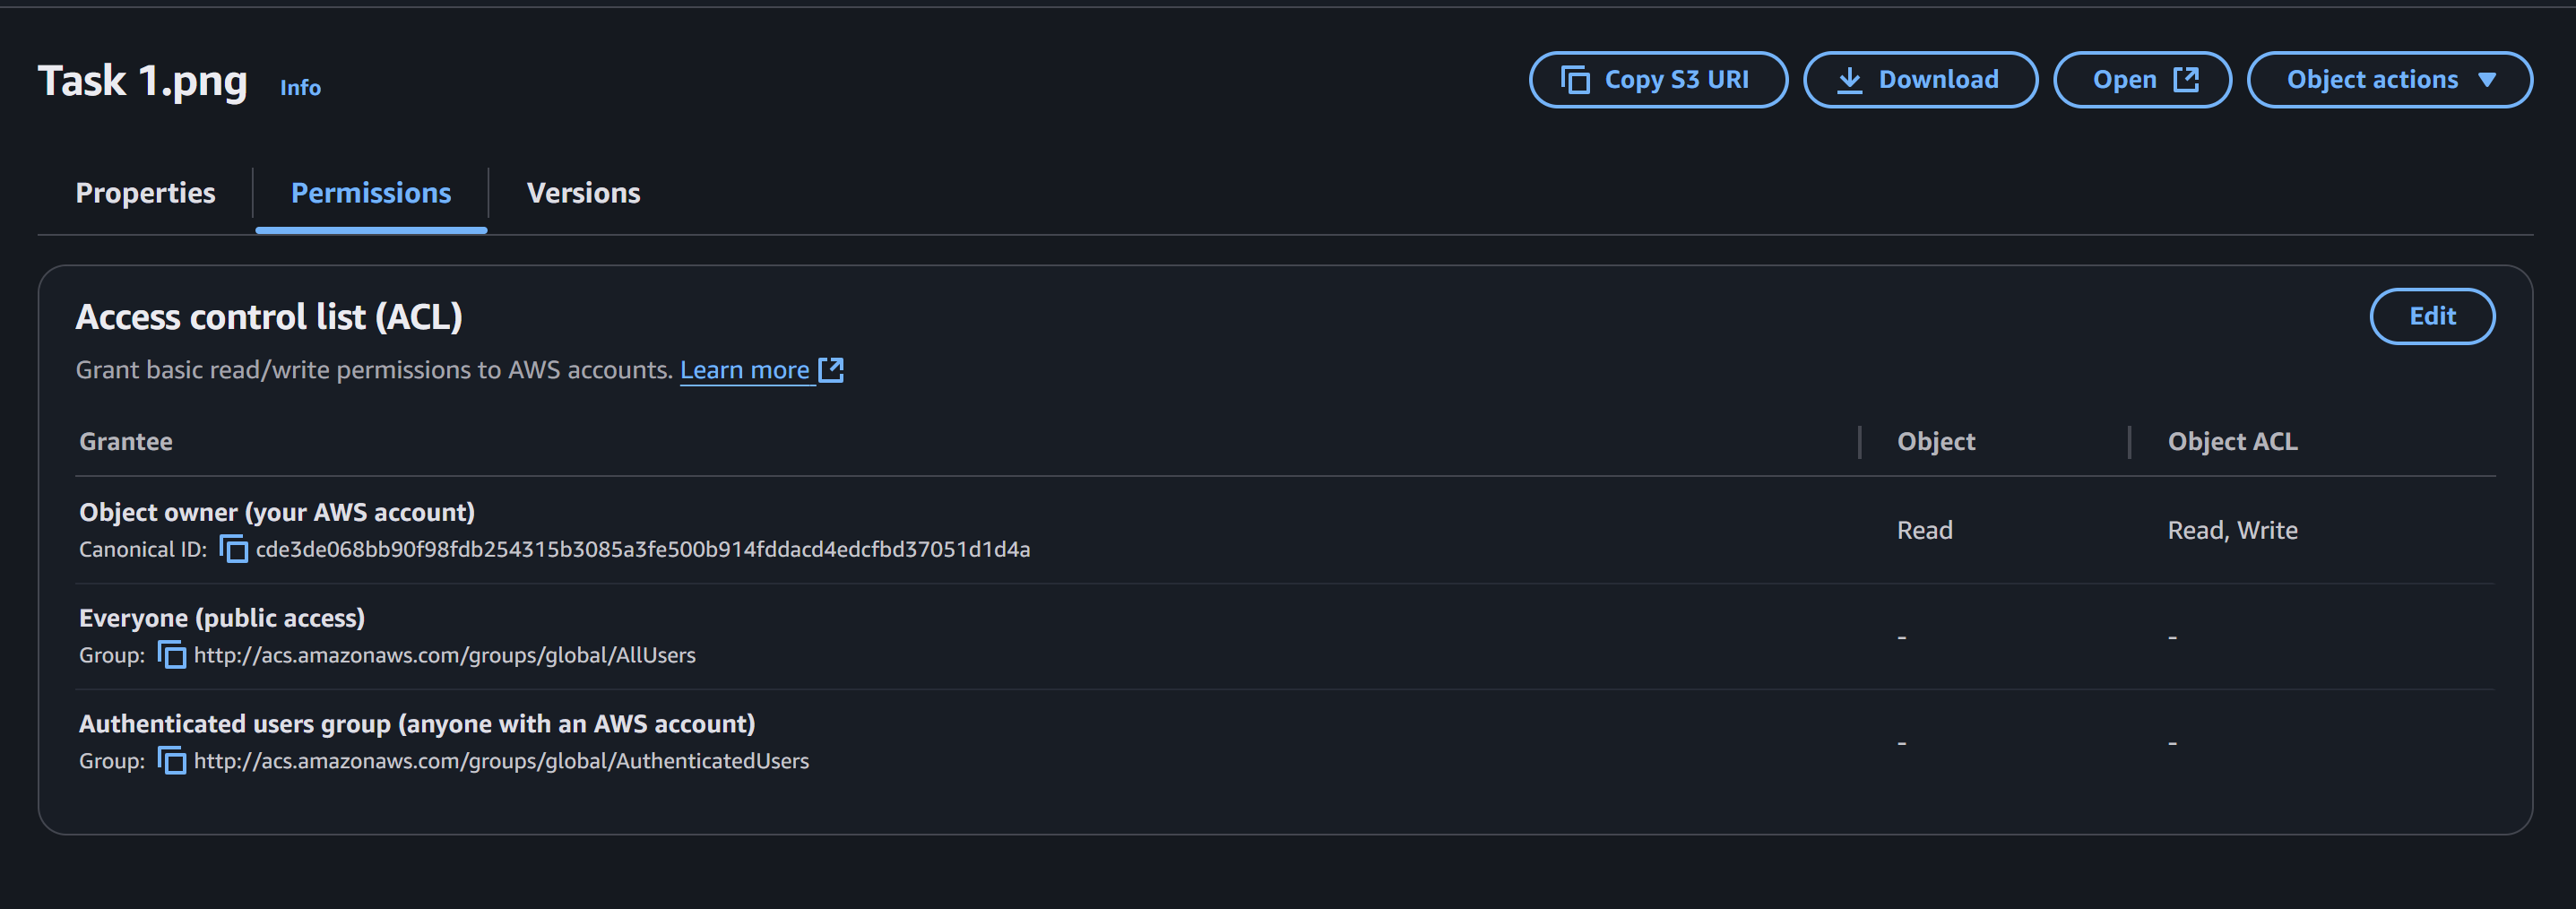 Task 1.png Info Copy S3 URI Download Open Object actions
Properties Permissions Versions
Access control list (ACL) Edit
Grant basic read/write permissions to AWS accounts. Learn more
Grantee Object Object ACL
Object owner (your AWS account)
Canonical ID: cde3de068bb90f98fdb254315b3085a3fe500b914fddacd4edcfbd37051d1d4a
Read Read, Write
Everyone (public access)
Group: http://acs.amazonaws.com/groups/global/AllUsers
- -
Authenticated users group (anyone with an AWS account)
Group: http://acs.amazonaws.com/groups/global/AuthenticatedUsers
- -